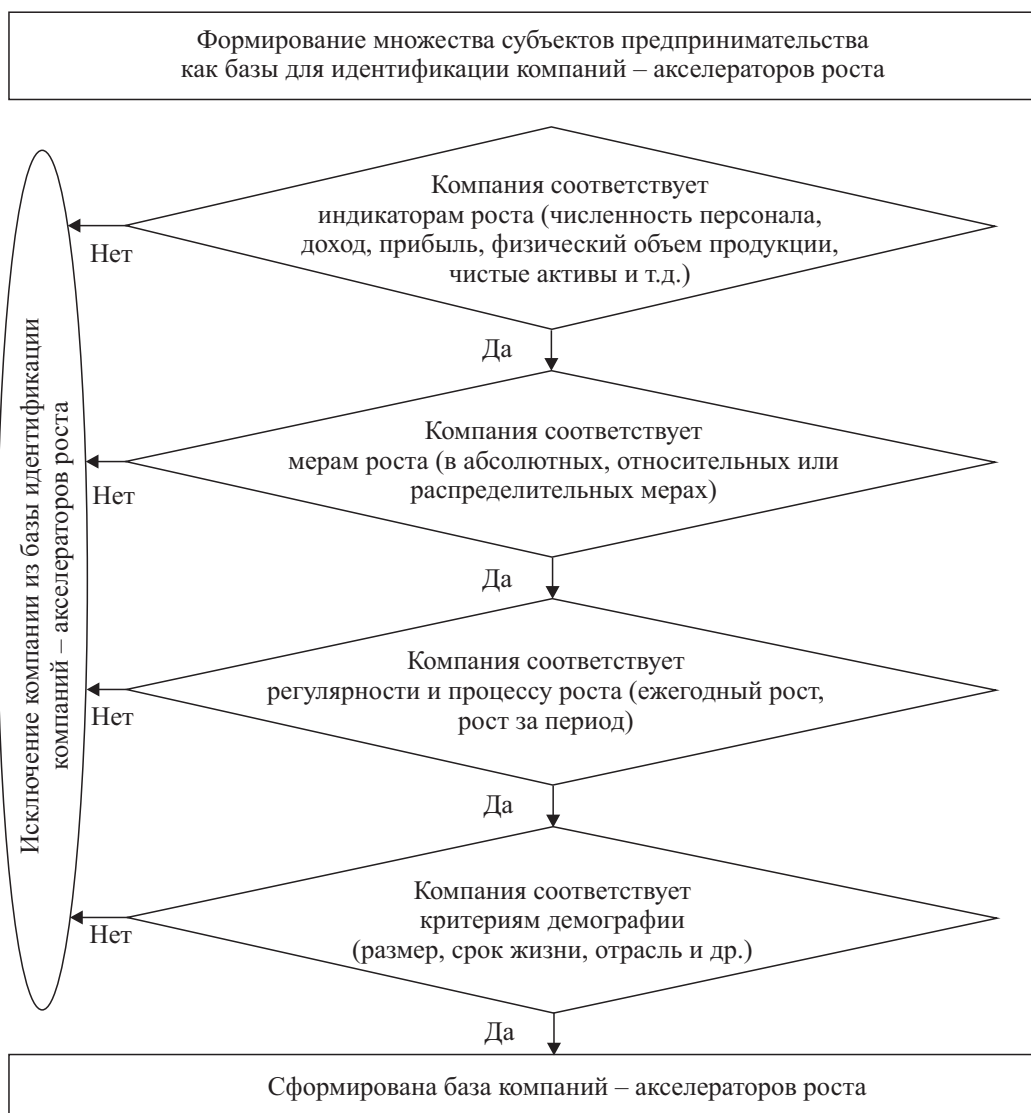 Формирование множества субъектов предпринимательства
как базы для идентификации компаний – акселераторов роста
Компания соответствует
индикаторам роста (численность персонала,
доход, прибыль, физический объем продукции,
чистые активы и т.д.)
Нет
Да
Компания соответствует
мерам роста (в абсолютных, относительных или
распределительных мерах)
Нет
Да
Компания соответствует
регулярности и процессу роста (ежегодный рост,
рост за период)
Нет
Да
Компания соответствует
критериям демографии
(размер, срок жизни, отрасль и др.)
Нет
Да
Исключение компании из базы идентификации
компаний – акселераторов роста
Сформирована база компаний – акселераторов роста